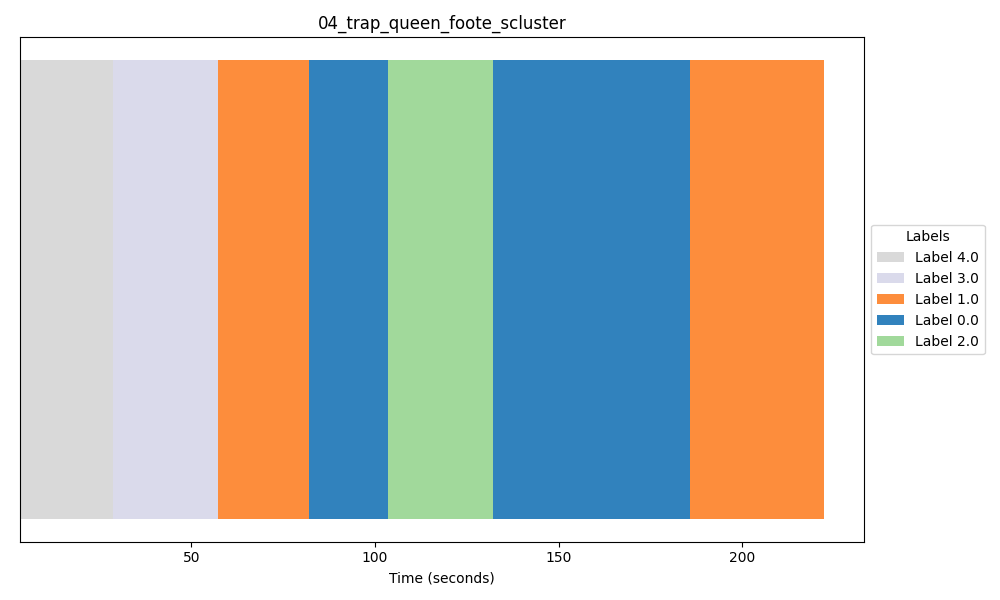 04_trap_queen_foote_scluster
Labels
Label 4.0
Label 3.0
Label 1.0
Label 0.0
Label 2.0
50 100 150 200
Time (seconds)